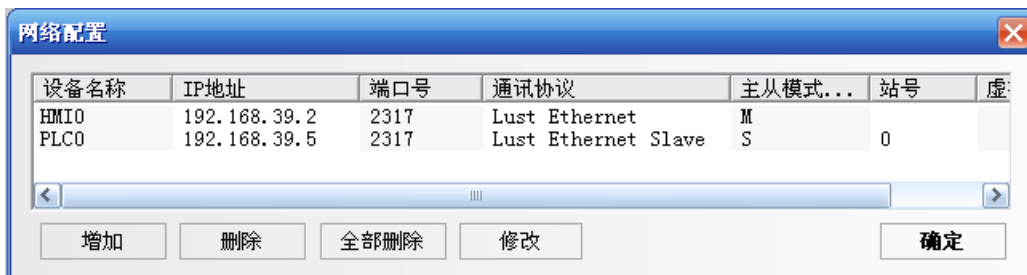 网络配置
设备名称 IP地址 端口号 通讯协议 主从模式... 站号
HMI0 192.168.39.2 2317 Lust Ethernet M
PLC0 192.168.39.5 2317 Lust Ethernet Slave S 0
增加 删除 全部删除 修改 确定